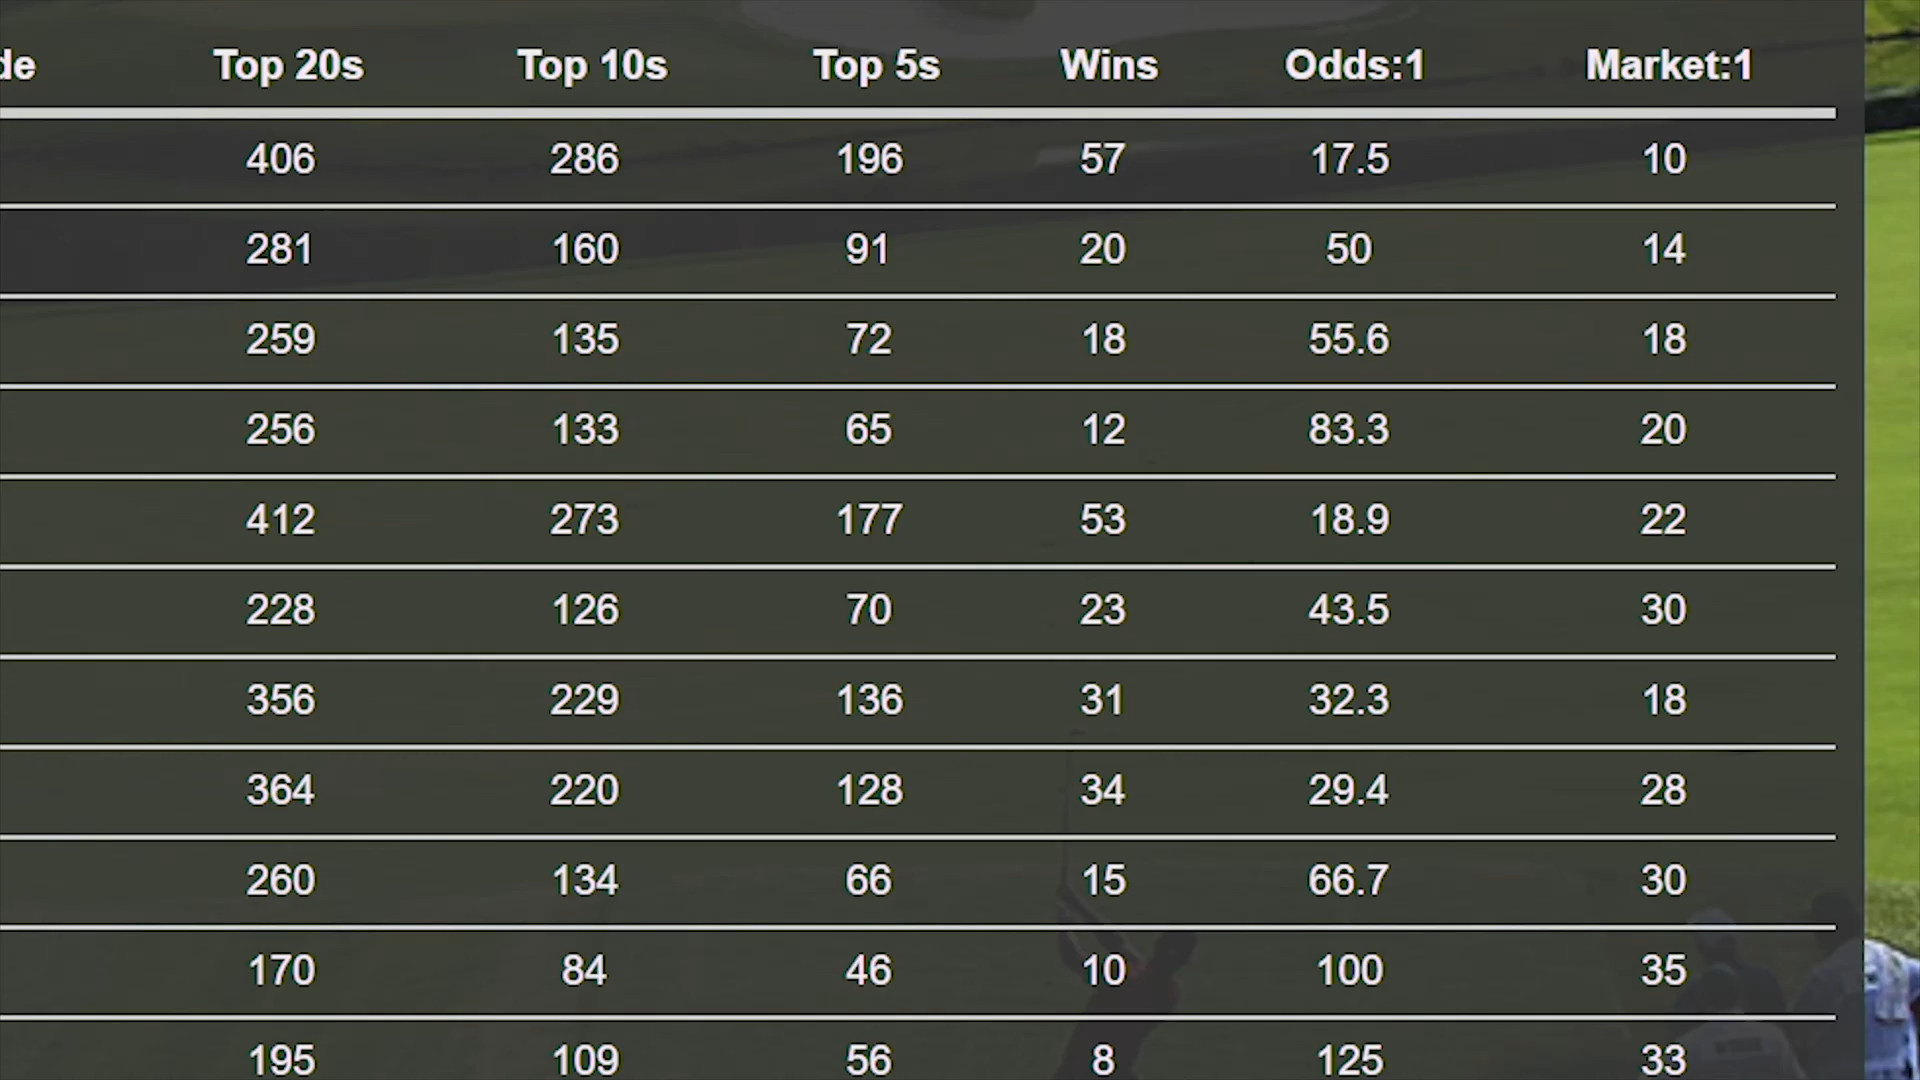 de Top 20s Top 10s Top 5s Wins Odds:1 Market:1
406 286 196 57 17.5 10
281 160 91 20 50 14
259 135 72 18 55.6 18
256 133 65 12 83.3 20
412 273 177 53 18.9 22
228 126 70 23 43.5 30
356 229 136 31 32.3 18
364 220 128 34 29.4 28
260 134 66 15 66.7 30
170 84 46 10 100 35
195 109 56 8 125 33